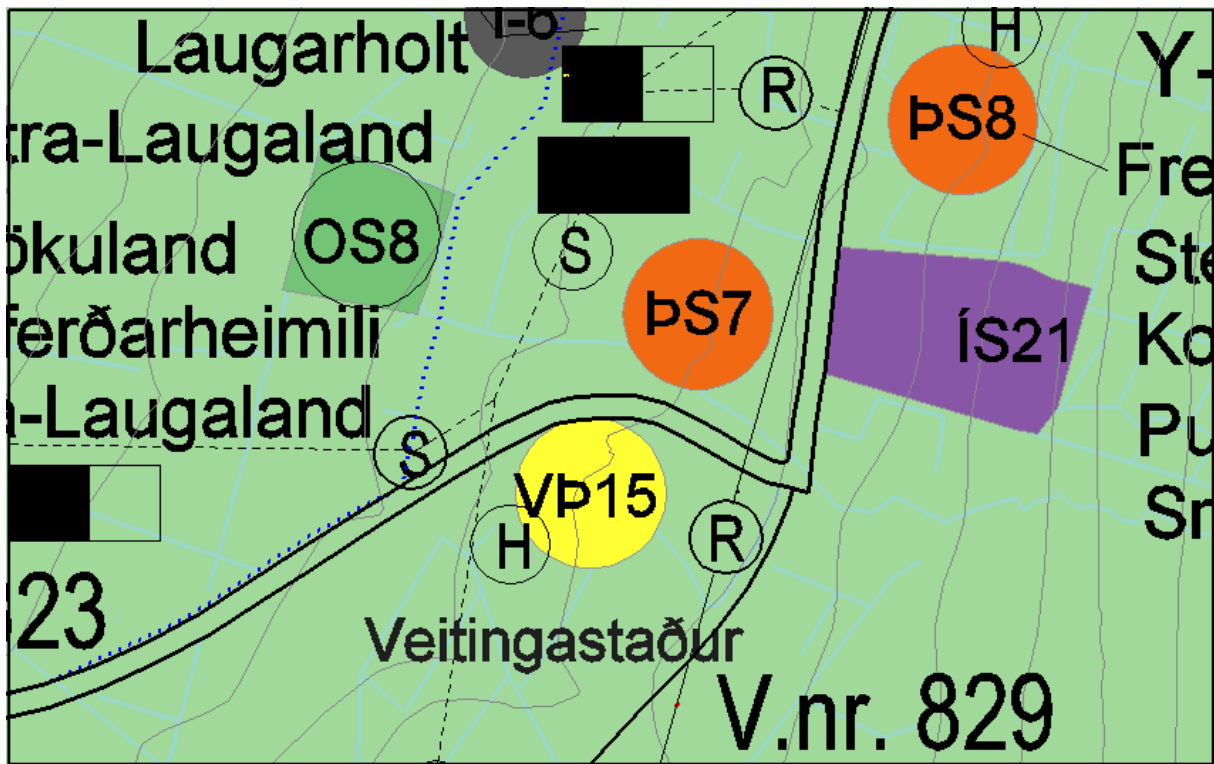 I-6
H
Laugarholt
R
ÞS8
tra-Laugaland
Fre
OS8
S
ökuland
Ste
ÞS7
ÍS21
ferðarheimili
Ko
a-Laugaland
Pu
S
VÞ15
R
H
Sn
523
Veitingastaður
V.nr. 829
Y-